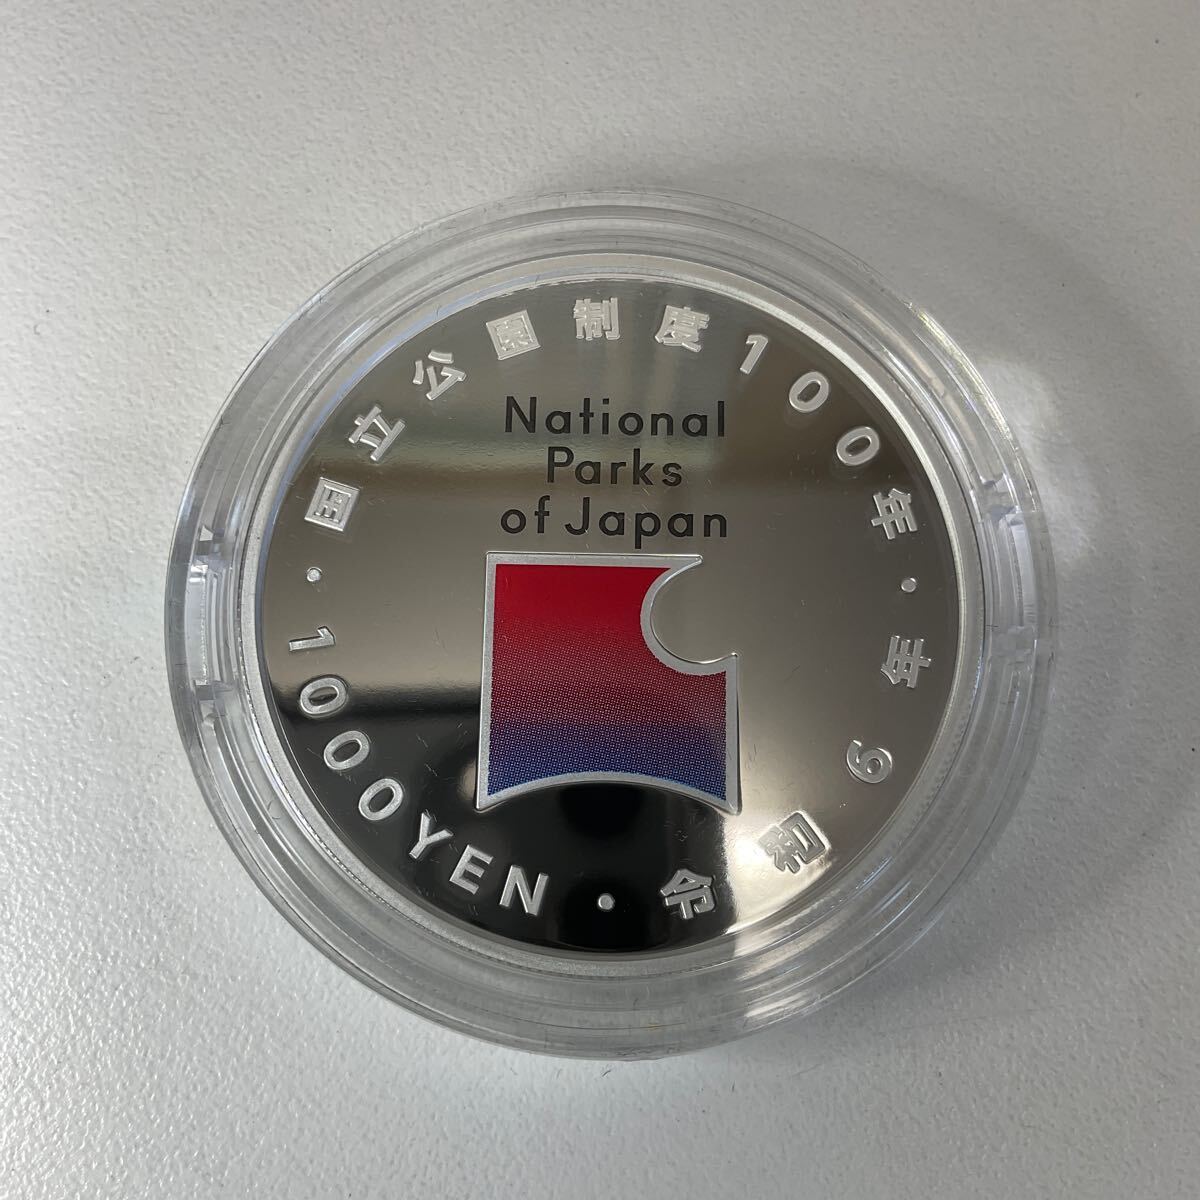 国立公園制度100年
National
Parks
of Japan
・1000YEN・令和6年・